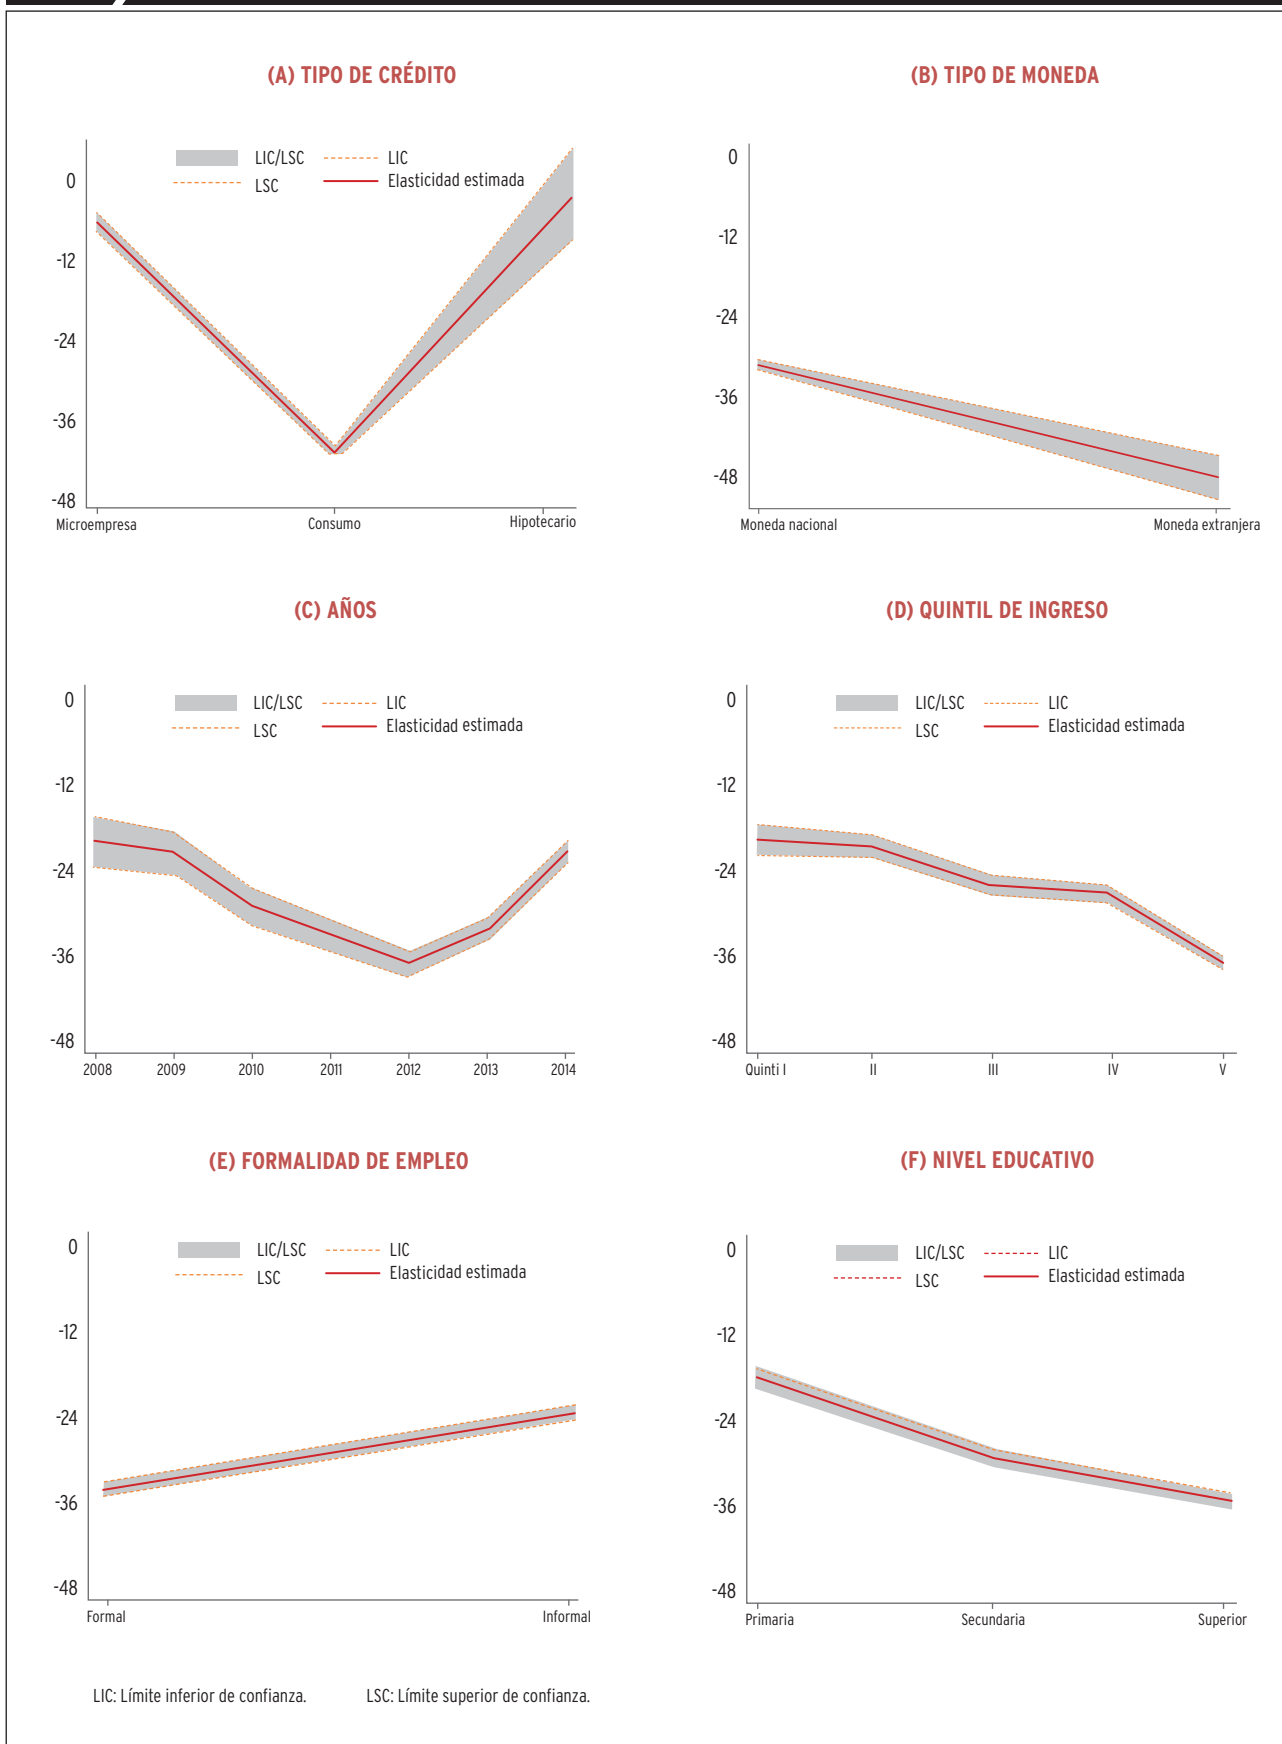 (A) TIPO DE CRÉDITO
LIC/LSC
LIC
LSC
Elasticidad estimada
0
-12
-24
-36
-48
Microempresa
Consumo
Hipotecario
(B) TIPO DE MONEDA
0
-12
-24
-36
-48
Moneda nacional
Moneda extranjera
(C) AÑOS
LIC/LSC
LIC
LSC
Elasticidad estimada
0
-12
-24
-36
-48
2008
2009
2010
2011
2012
2013
2014
(D) QUINTIL DE INGRESO
LIC/LSC
LIC
LSC
Elasticidad estimada
0
-12
-24
-36
-48
Quinti I
II
III
IV
V
(E) FORMALIDAD DE EMPLEO
LIC/LSC
LIC
LSC
Elasticidad estimada
0
-12
-24
-36
-48
Formal
Informal
(F) NIVEL EDUCATIVO
LIC/LSC
LIC
LSC
Elasticidad estimada
0
-12
-24
-36
-48
Primaria
Secundaria
Superior
LIC: Límite inferior de confianza.
LSC: Límite superior de confianza.